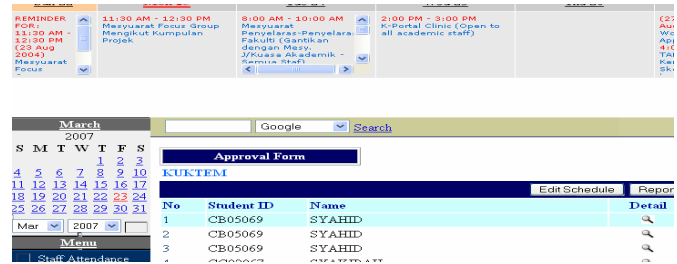 REMINDER
FOR:
11:30 AM -
12:30 PM
(23 Aug
2004)
Mesyuarat
Focus
11:30 AM - 12:30 PM
Mesyuarat Focus Group
Mengikut Kumpulan
Projek
8:00 AM - 10:00 AM
Mesyuarat
Penyelaras-Penyelara
Fakulti (Gantikan
dengan Mesy.
J/Kuasa Akademik -
Semua Staf)
2:00 PM - 3:00 PM
K-Portal Clinic (Open to
all academic staff)
March
2007
S M T W T F S
1 2 3
4 5 6 7 8 9 10
11 12 13 14 15 16 17
18 19 20 21 22 23 24
25 26 27 28 29 30 31
Mar 2007
Menu
Staff Attendance
Google Search
Approval Form
KUKTEM
Edit Schedule Repor
No Student ID Name Detail
1 CB05069 SYAHID
2 CB05069 SYAHID
3 CB05069 SYAHID